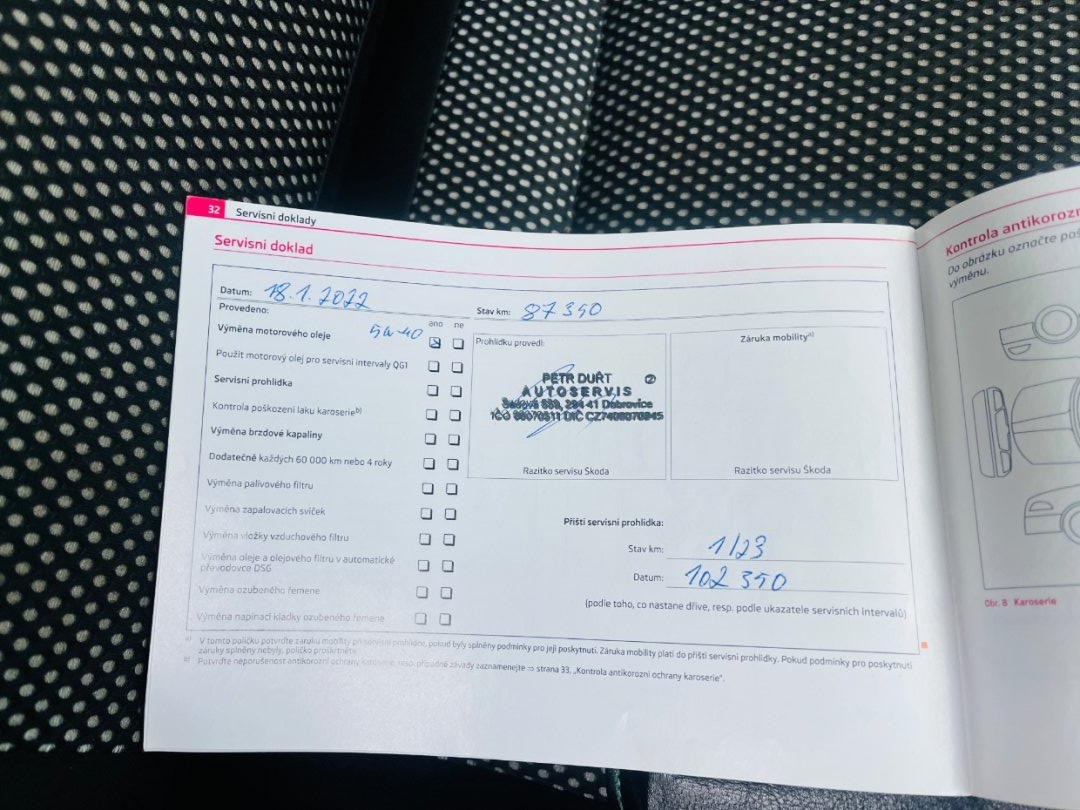 32 Servisní doklady
Servisní doklad
Datum: 18.1.2022 Stav km: 87 350
Provedeno: ano ne
Výměna motorového oleje 5W-40
Použit motorový olej pro servisní intervaly QG1
Servisní prohlídka
Kontrola poškození laku karoserie b)
Výměna brzdové kapaliny
Dodatečně každých 60 000 km nebo 4 roky
Výměna palivového filtru
Výměna zapalovacích svíček
Výměna vložky vzduchového filtru
Výměna oleje a olejového filtru v automatické
převodovce DSG
Výměna ozubeného řemene
Výměna napínací kladky ozubeného řemene
Prohlídku provedl:
PETR DUŘT 2
AUTOSERVIS
294 41 Dobrovice
Razítko servisu Škoda
Záruka mobility a)
Razítko servisu Škoda
Příští servisní prohlídka:
Stav km: 1/23
Datum: 102 350
(podle toho, co nastane dříve, resp. podle ukazatele servisních intervalů)
a) V tomto políčku potvrďte záruku mobility při servisní prohlídce, pokud byly splněny podmínky pro její poskytnutí. Záruka mobility platí do příští servisní prohlídky. Pokud podmínky pro poskytnutí
záruky splněny nebyly, políčko proškrtněte.
b) Potvrďte neporušenost antikorozní ochrany karoserie, resp. případné závady zaznamenejte ⇒ strana 33, „Kontrola antikorozní ochrany karoserie".
Kontrola antikorozn
Do obrázku označte poš
výměnu.
Obr. 8 Karoserie